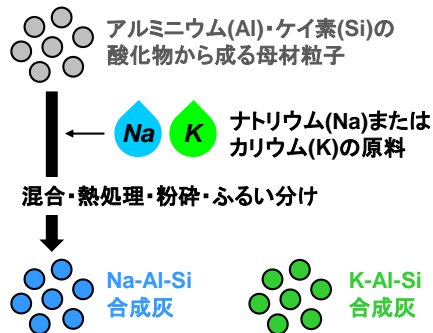 アルミニウム(Al)・ケイ素(Si)の
酸化物から成る母材粒子
Na
K
ナトリウム(Na)または
カリウム(K)の原料
混合・熱処理・粉砕・ふるい分け
Na-Al-Si
合成灰
K-Al-Si
合成灰